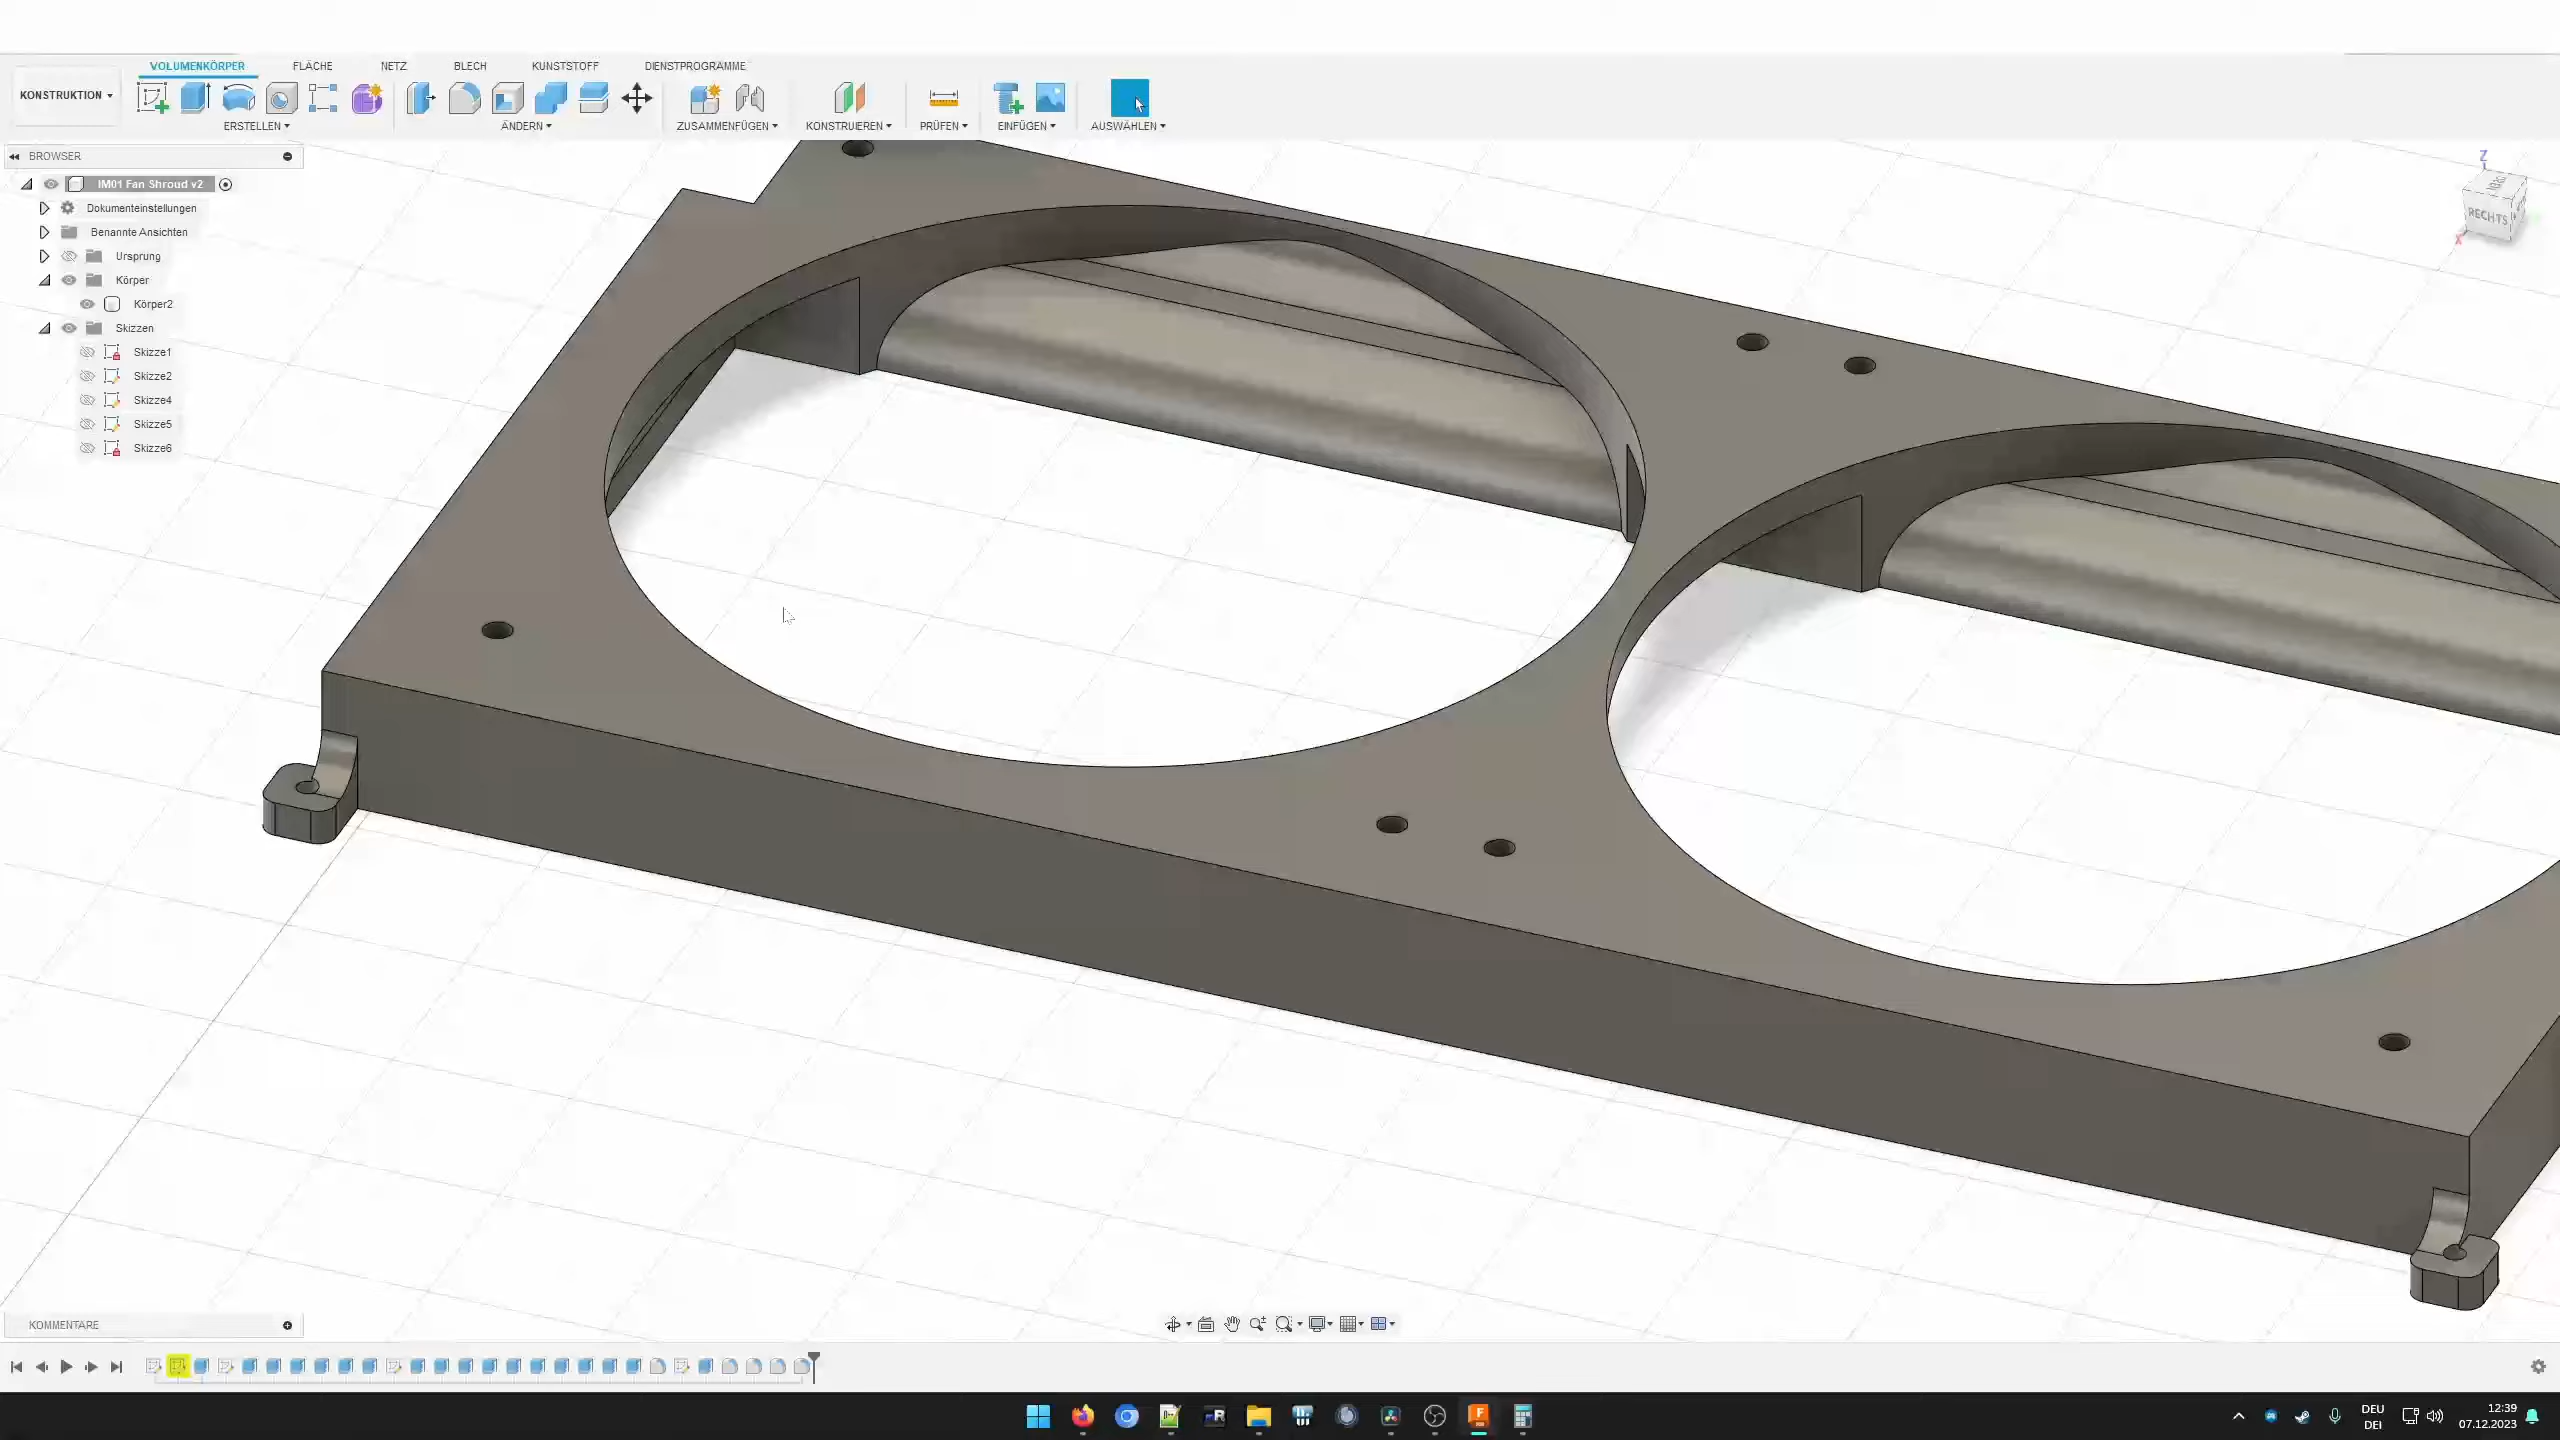 VOLUMENKÖRPER FLÄCHE NETZ BLECH KUNSTSTOFF DIENSTPROGRAMME
KONSTRUKTION
ERSTELLEN ÄNDERN ZUSAMMENFÜGEN KONSTRUIEREN PRÜFEN EINFÜGEN AUSWÄHLEN
BROWSER
IM01 Fan Shroud v2
Dokumenteinstellungen
Benannte Ansichten
Ursprung
Körper
Körper2
Skizzen
Skizze1
Skizze2
Skizze4
Skizze5
Skizze6
Z
RECHTS
X
KOMMENTARE
DEU
DEI
12:39
07.12.2023